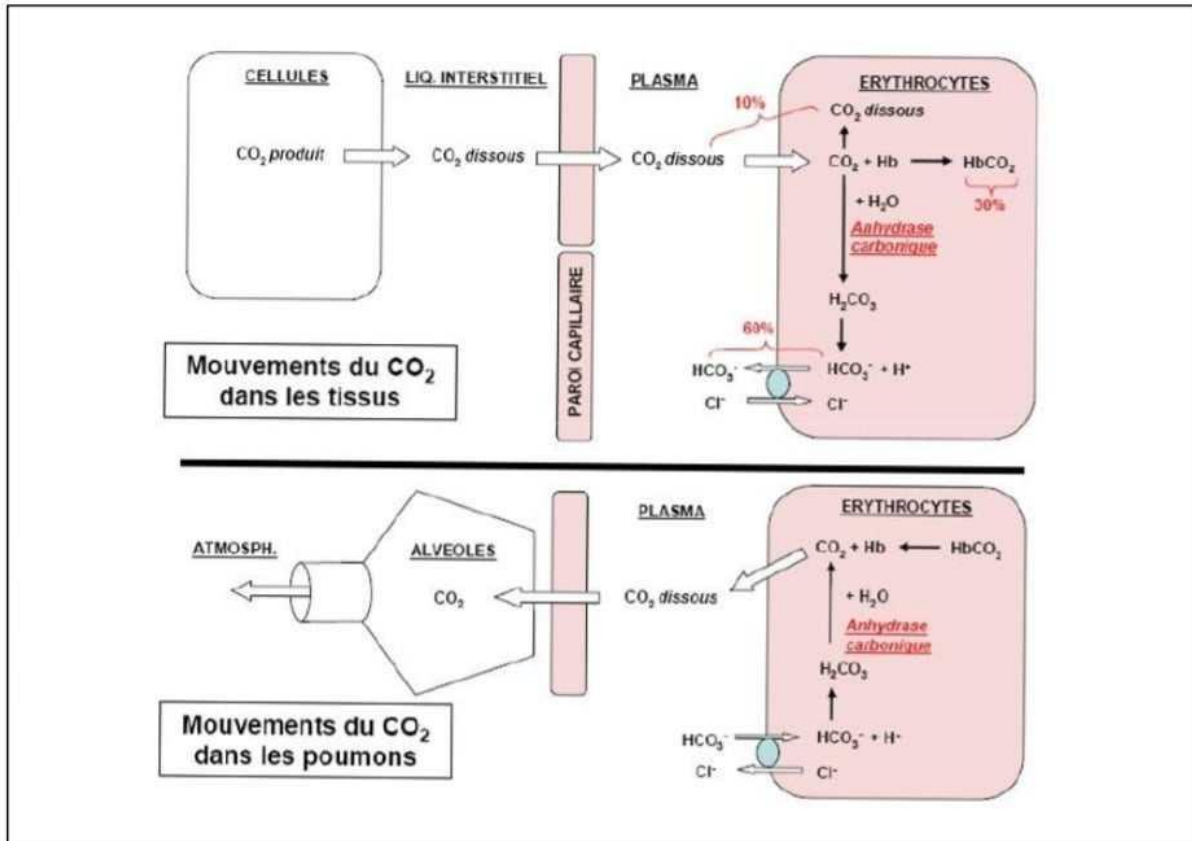 CELLULES
LIQ. INTERSTITIEL
PLASMA
ERYTHROCYTES
10%
CO₂ dissous
CO₂ produit
CO₂ dissous
CO₂ dissous
CO₂ + Hb
HbCO₂
30%
+ H₂O
Anhydrase
carbonique
H₂CO₃
60%
HCO₃⁻
HCO₃⁻ + H⁺
Cl⁻
Cl⁻
PAROI CAPILLAIRE
Mouvements du CO₂
dans les tissus
ATMOSPH.
ALVEOLES
PLASMA
ERYTHROCYTES
CO₂ + Hb
HbCO₂
CO₂
CO₂ dissous
+ H₂O
Anhydrase
carbonique
H₂CO₃
HCO₃⁻
HCO₃⁻ + H⁺
Cl⁻
Cl⁻
Mouvements du CO₂
dans les poumons